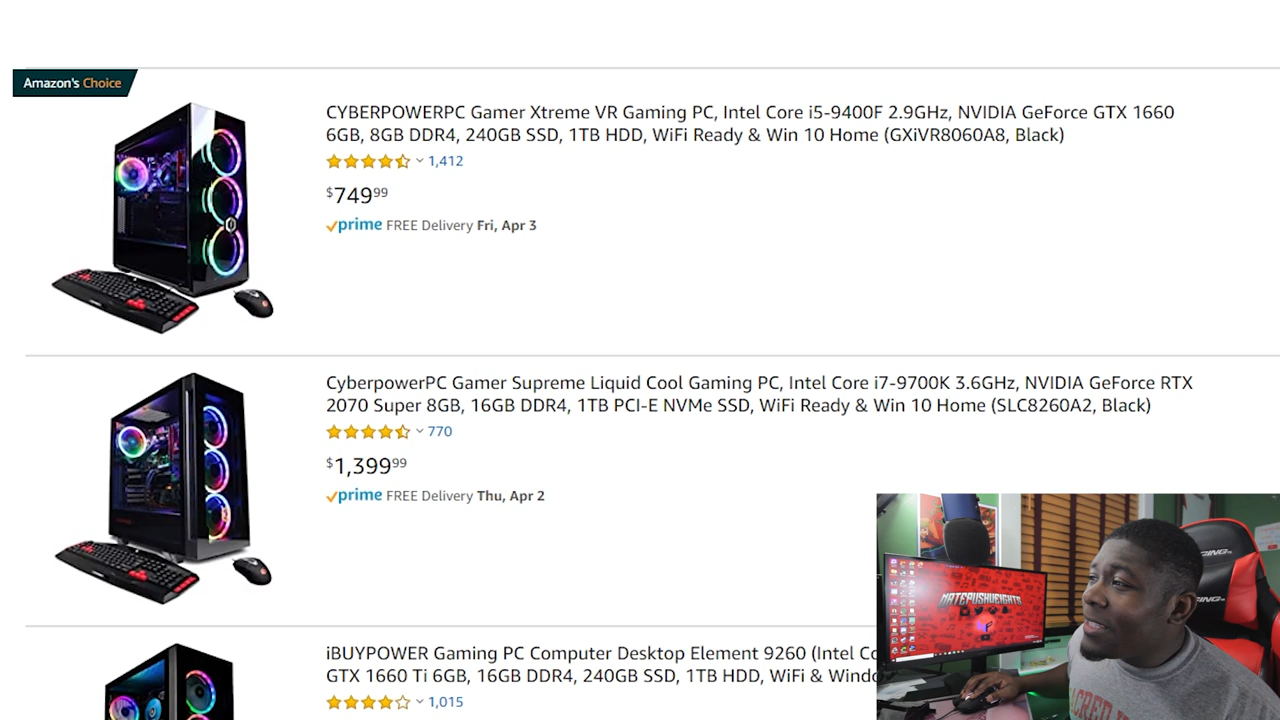 Amazon's Choice
CYBERPOWERPC Gamer Xtreme VR Gaming PC, Intel Core i5-9400F 2.9GHz, NVIDIA GeForce GTX 1660
6GB, 8GB DDR4, 240GB SSD, 1TB HDD, WiFi Ready & Win 10 Home (GXiVR8060A8, Black)
1,412
$749⁹⁹
prime FREE Delivery Fri, Apr 3
CyberpowerPC Gamer Supreme Liquid Cool Gaming PC, Intel Core i7-9700K 3.6GHz, NVIDIA GeForce RTX
2070 Super 8GB, 16GB DDR4, 1TB PCI-E NVMe SSD, WiFi Ready & Win 10 Home (SLC8260A2, Black)
770
$1,399⁹⁹
prime FREE Delivery Thu, Apr 2
iBUYPOWER Gaming PC Computer Desktop Element 9260 (Intel Co
GTX 1660 Ti 6GB, 16GB DDR4, 240GB SSD, 1TB HDD, WiFi & Windo
1,015